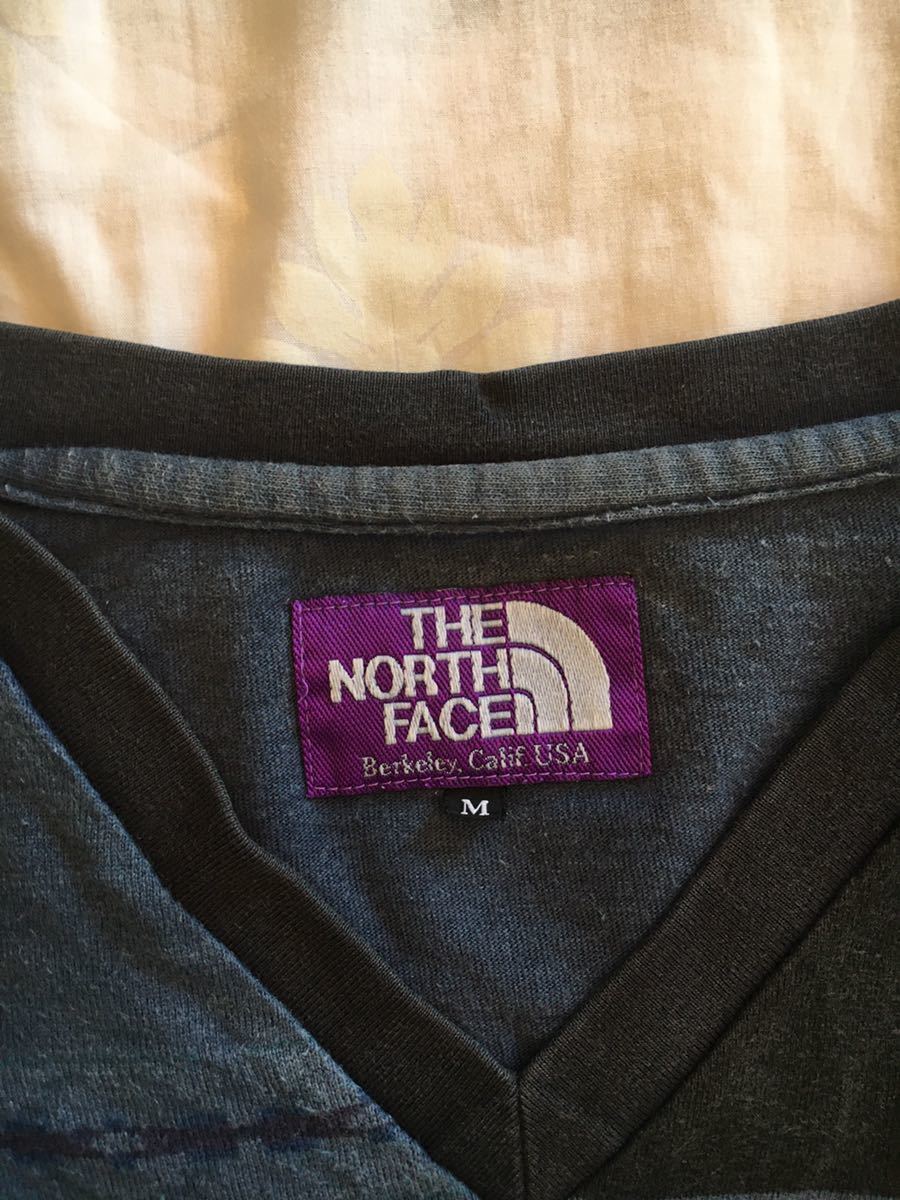 THE
NORTH
FACE
Berkeley, Calif. USA
M